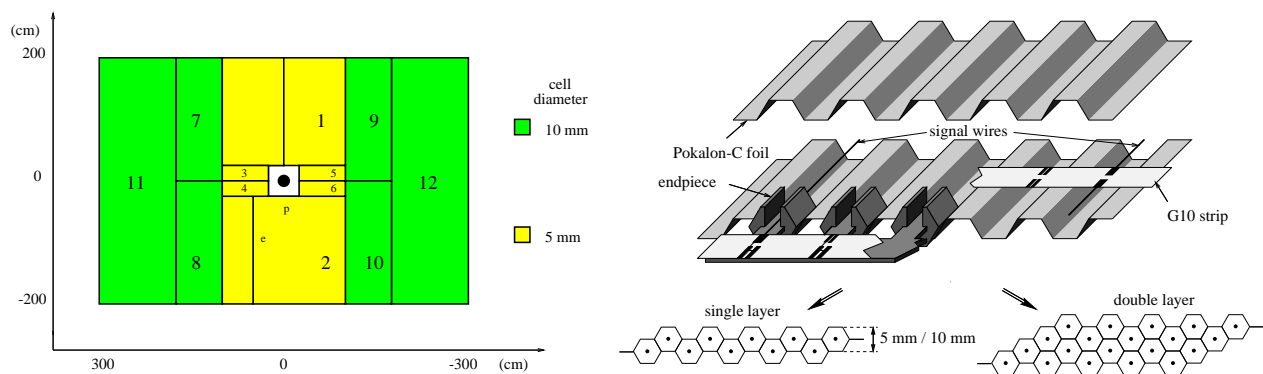 (cm)
200
0
-200
300
0
-300
(cm)
7
1
9
11
3
5
12
4
6
p
e
8
2
10
cell
diameter
10 mm
5 mm
Pokalon-C foil
signal wires
endpiece
G10 strip
single layer
5 mm / 10 mm
double layer